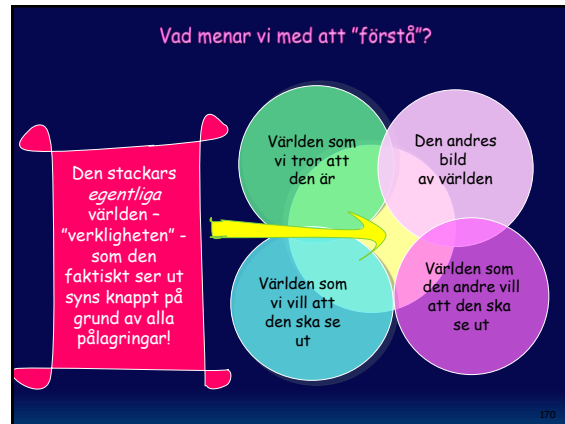 Vad menar vi med att ”förstå”?
Den stackars
egentliga
världen –
”verkligheten” -
som den
faktiskt ser ut
syns knappt på
grund av alla
pålagringar!
Världen som
vi tror att
den är
Den andres
bild
av världen
Världen som
vi vill att
den ska se
ut
Världen som
den andre vill
att den ska
se ut
170